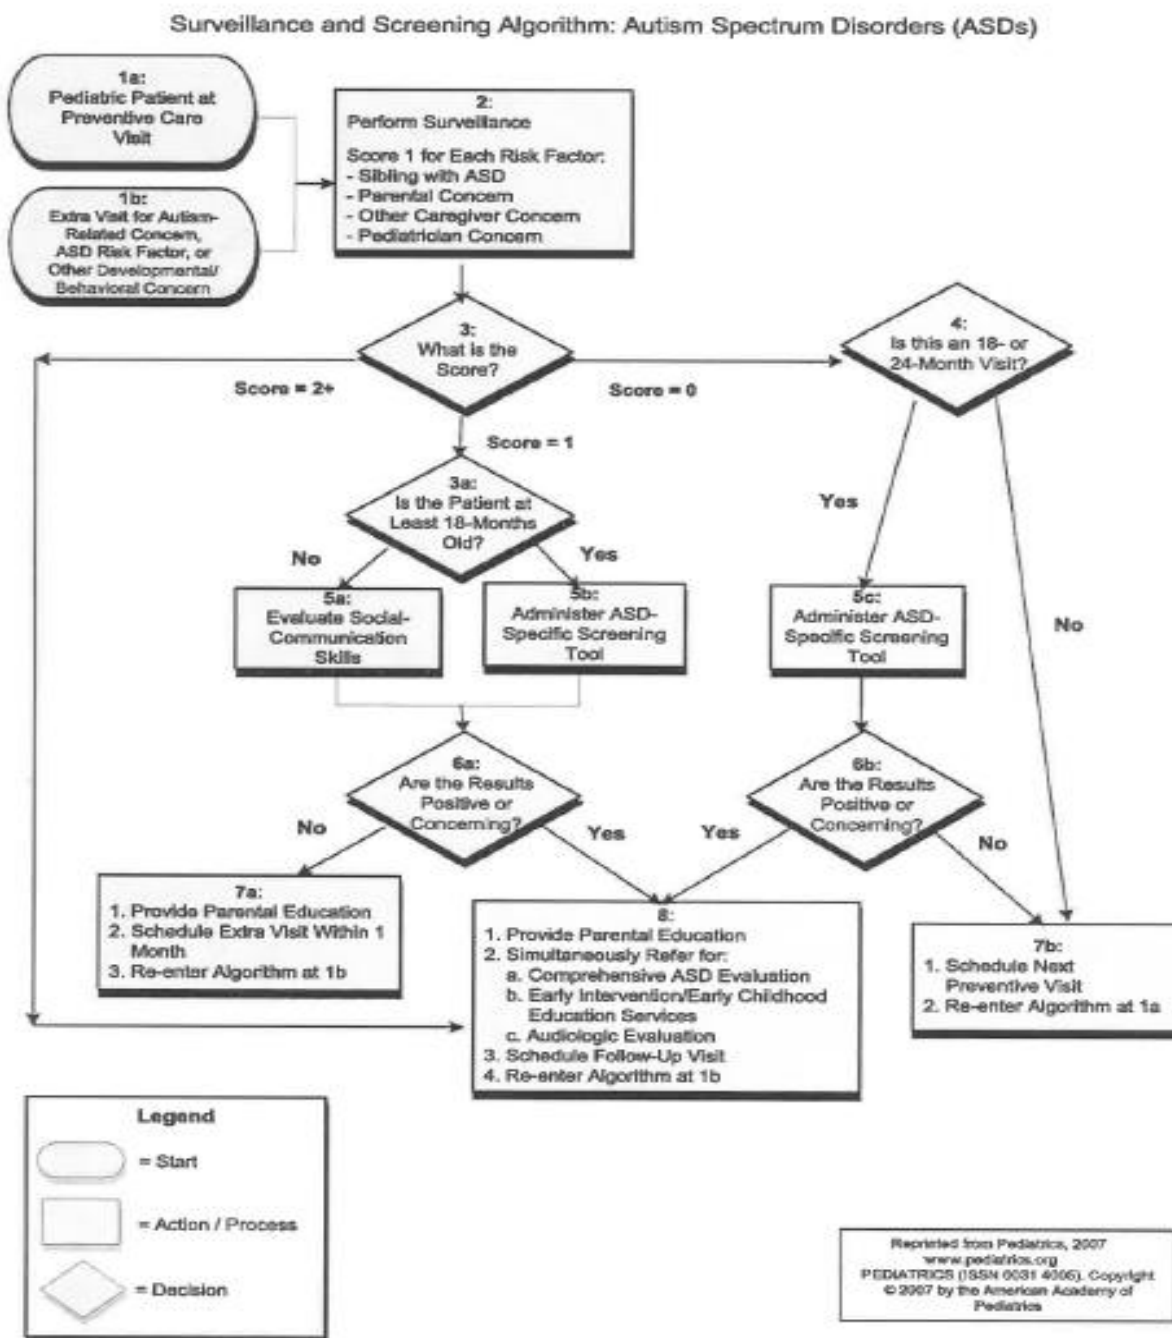 Surveillance and Screening Algorithm: Autism Spectrum Disorders (ASDs)
1a:
Pediatric Patient at
Preventive Care
Visit
1b:
Extra Visit for Autism-
Related Concern,
ASD Risk Factor, or
Other Developmental/
Behavioral Concern
2:
Perform Surveillance
Score 1 for Each Risk Factor:
- Sibling with ASD
- Parental Concern
- Other Caregiver Concern
- Pediatrician Concern
3:
What is the
Score?
Score = 2+
Score = 0
Score = 1
4:
Is this an 18- or
24-Month Visit?
3a:
Is the Patient at
Least 18-Months
Old?
No
Yes
Yes
No
5a:
Evaluate Social-
Communication
Skills
5b:
Administer ASD-
Specific Screening
Tool
5c:
Administer ASD-
Specific Screening
Tool
6a:
Are the Results
Positive or
Concerning?
No
Yes
6b:
Are the Results
Positive or
Concerning?
Yes
No
7a:
1. Provide Parental Education
2. Schedule Extra Visit Within 1
Month
3. Re-enter Algorithm at 1b
8:
1. Provide Parental Education
2. Simultaneously Refer for:
a. Comprehensive ASD Evaluation
b. Early Intervention/Early Childhood
Education Services
c. Audiologic Evaluation
3. Schedule Follow-Up Visit
4. Re-enter Algorithm at 1b
7b:
1. Schedule Next
Preventive Visit
2. Re-enter Algorithm at 1a
Legend
= Start
= Action / Process
= Decision
Reprinted from Pediatrics, 2007
www.pediatrics.org
PEDIATRICS (ISSN 0031 4005). Copyright
© 2007 by the American Academy of
Pediatrics